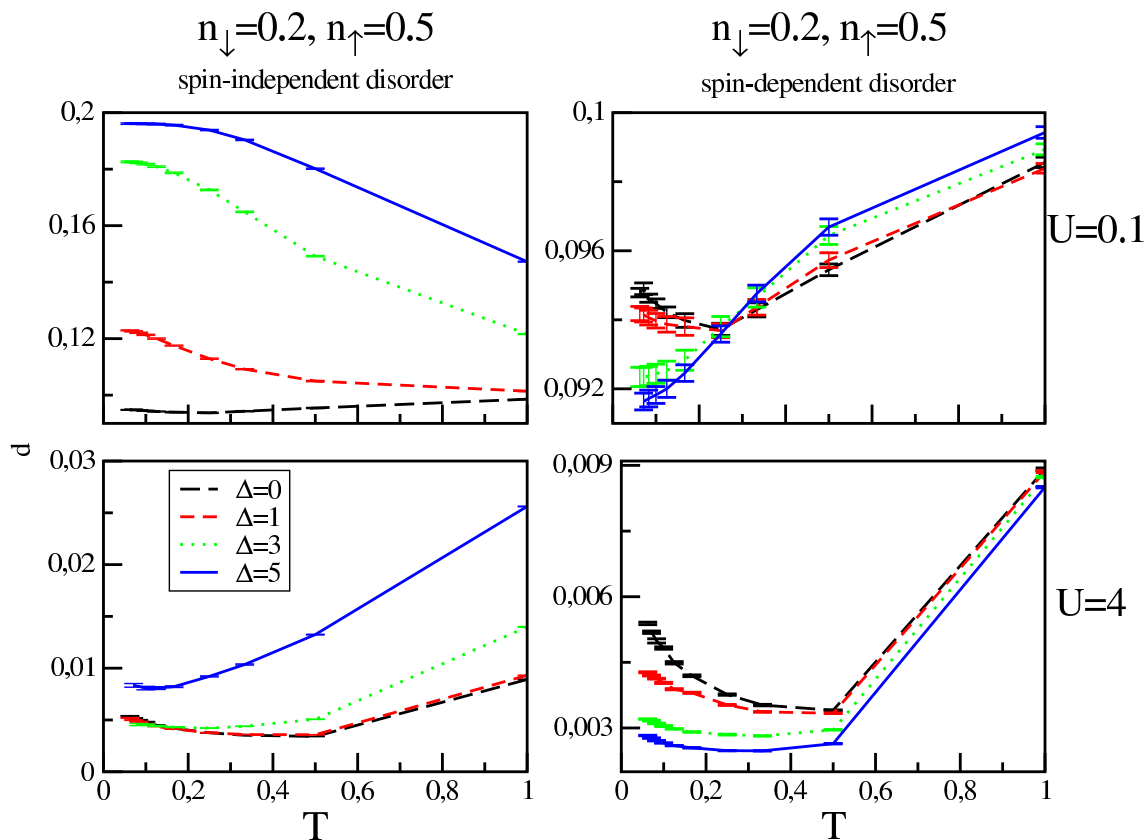 n↓=0.2, n↑=0.5
n↓=0.2, n↑=0.5
spin-independent disorder
spin-dependent disorder
0,2
0,16
0,12
0,1
0,096
0,092
U=0.1
d
0,03
0,02
0,01
0
Δ=0
Δ=1
Δ=3
Δ=5
0,009
0,006
0,003
U=4
0 0,2 0,4 0,6 0,8 1
0 0,2 0,4 0,6 0,8 1
T
T